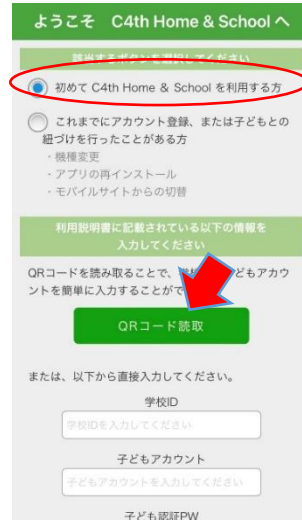 ようこそ　C4th Home & School へ
該当するボタンを選択してください
初めて C4th Home & School を利用する方
これまでにアカウント登録、または子どもとの
紐づけを行ったことがある方
・機種変更
・アプリの再インストール
・モバイルサイトからの切替
利用説明書に記載されている以下の情報を
入力してください
QRコードを読み取ることで、学校 どもアカウ
ントを簡単に入力することがで
QRコード読取
または、以下から直接入力してください。
学校ID
学校IDを入力してください
子どもアカウント
子どもアカウントを入力してください
子ども認証PW